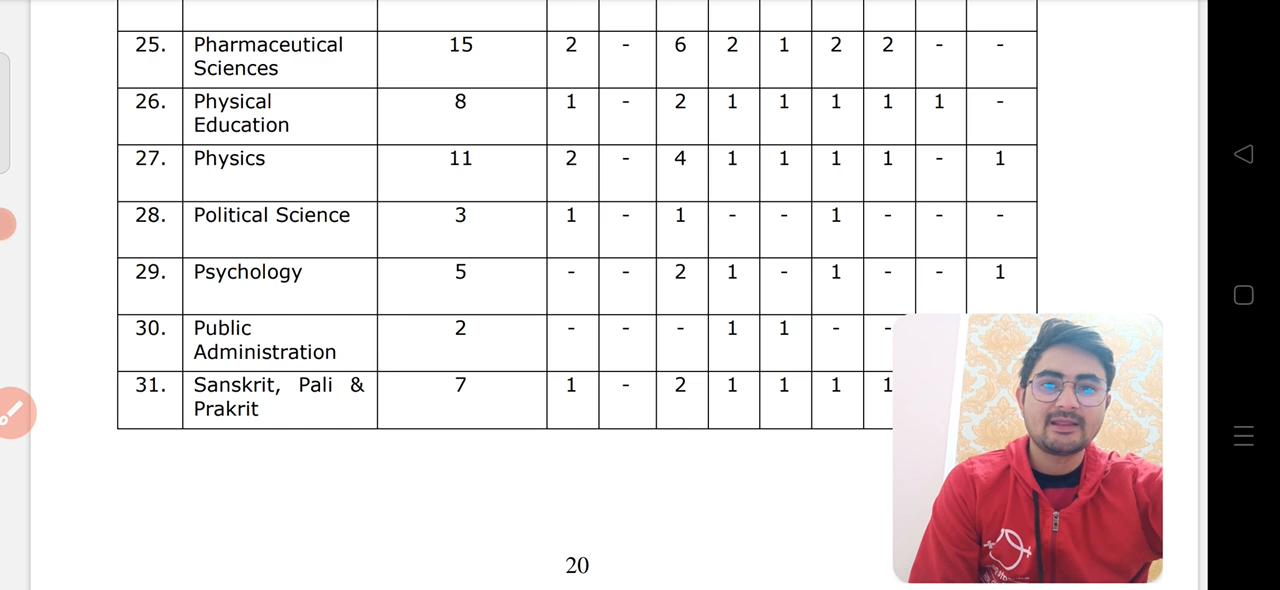 25. Pharmaceutical Sciences 15 2 - 6 2 1 2 2 - -
26. Physical Education 8 1 - 2 1 1 1 1 1 -
27. Physics 11 2 - 4 1 1 1 1 - 1
28. Political Science 3 1 - 1 - - 1 - - -
29. Psychology 5 - - 2 1 - 1 - - 1
30. Public Administration 2 - - - 1 1 - -
31. Sanskrit, Pali & Prakrit 7 1 - 2 1 1 1 1
20